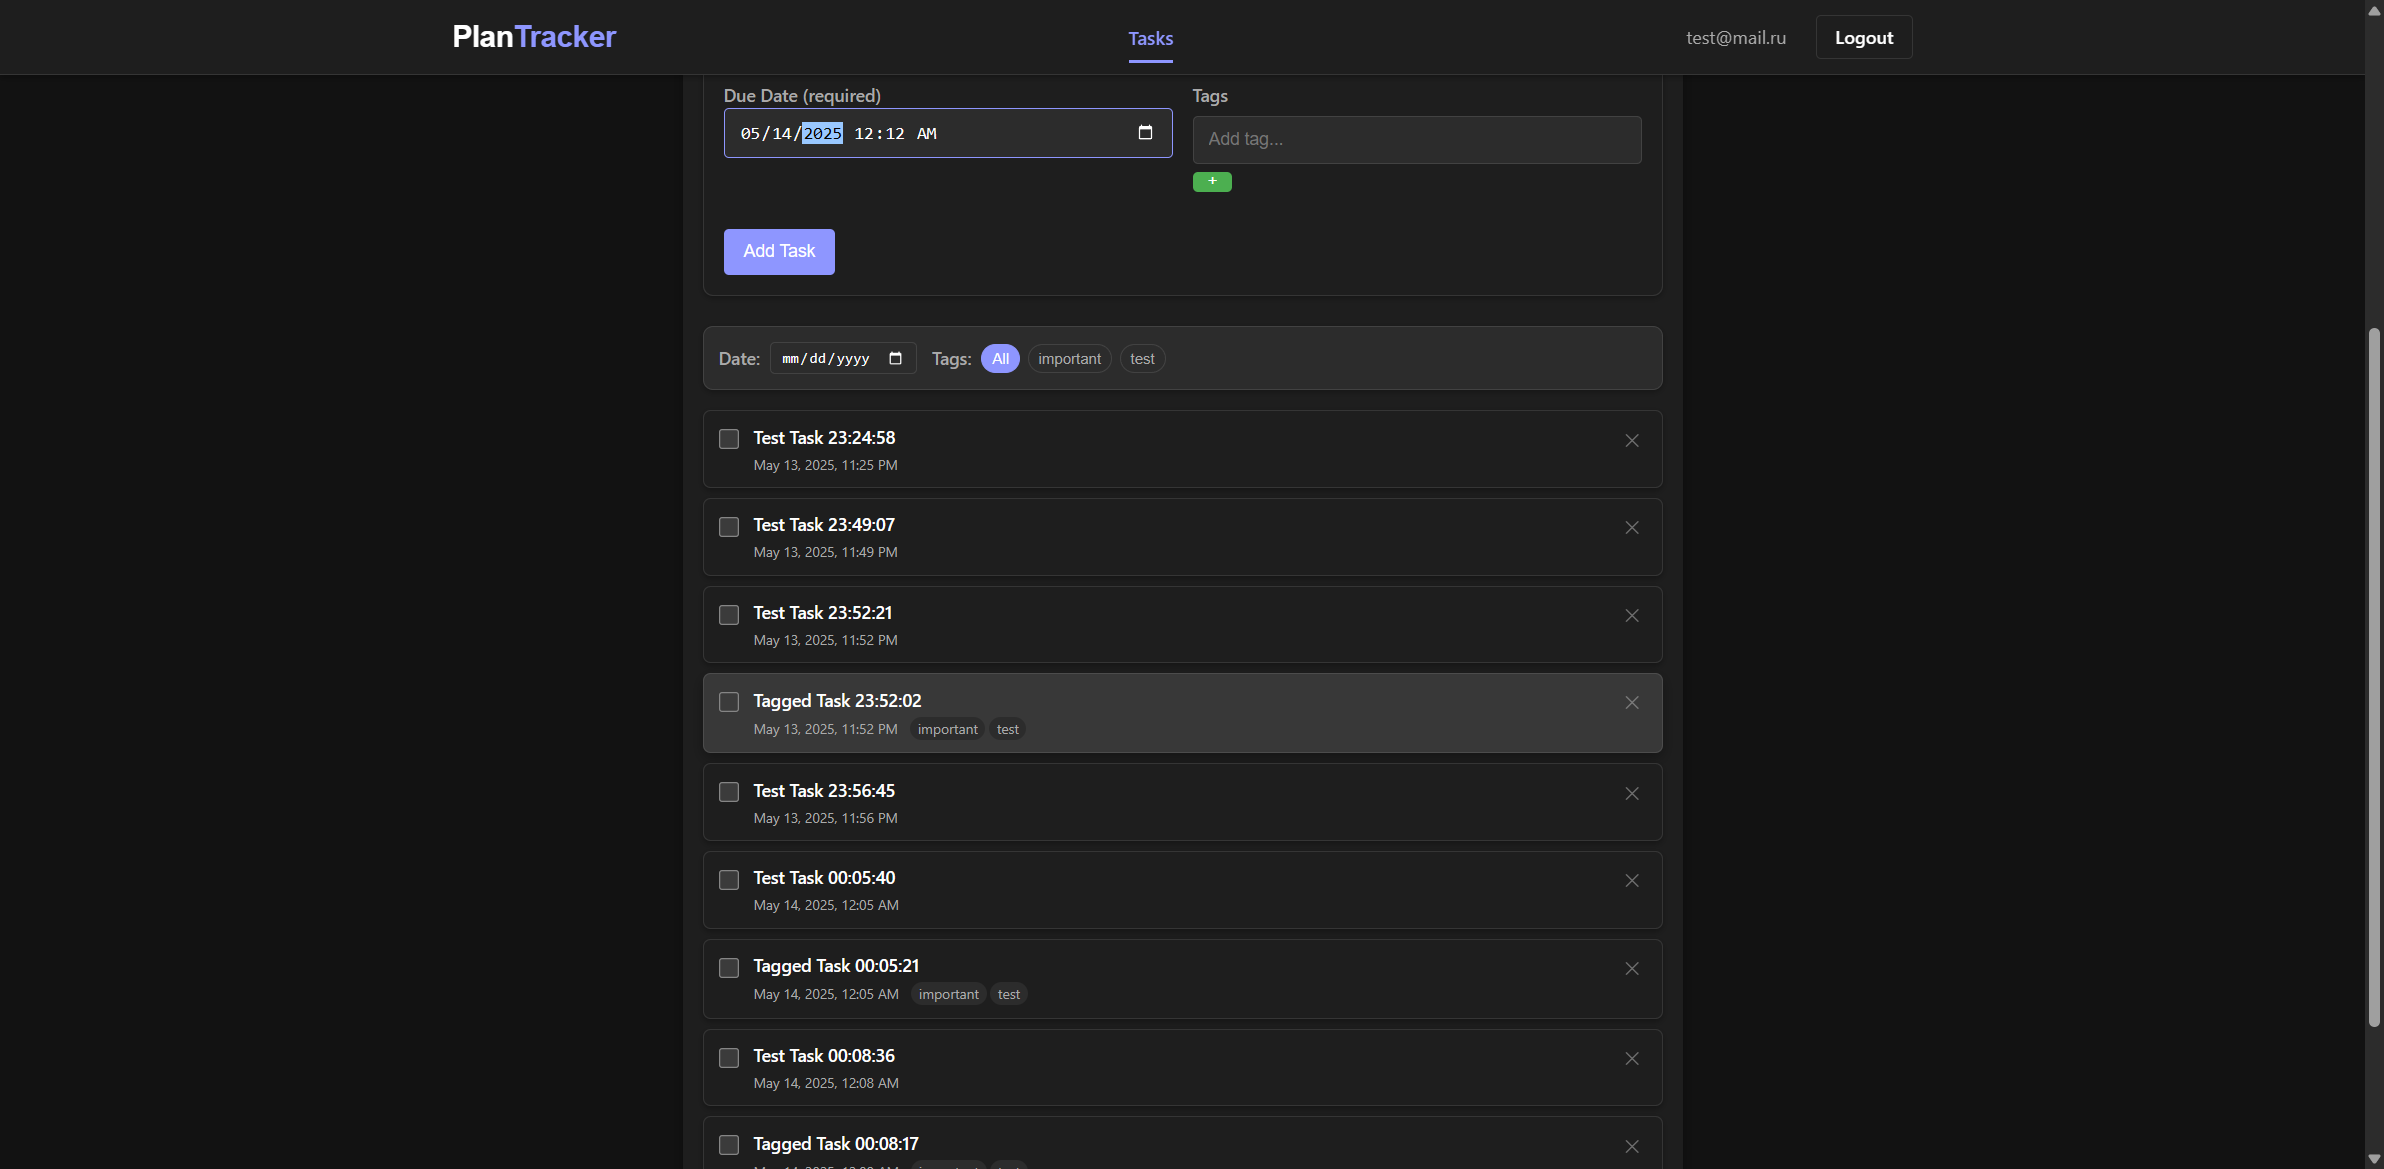 PlanTracker
Tasks
test@mail.ru
Logout
Due Date (required)
Tags
05/14/2025 12:12 AM
Add tag...
+
Add Task
Date: mm/dd/yyyy Tags: All important test
Test Task 23:24:58
May 13, 2025, 11:25 PM
Test Task 23:49:07
May 13, 2025, 11:49 PM
Test Task 23:52:21
May 13, 2025, 11:52 PM
Tagged Task 23:52:02
May 13, 2025, 11:52 PM important test
Test Task 23:56:45
May 13, 2025, 11:56 PM
Test Task 00:05:40
May 14, 2025, 12:05 AM
Tagged Task 00:05:21
May 14, 2025, 12:05 AM important test
Test Task 00:08:36
May 14, 2025, 12:08 AM
Tagged Task 00:08:17